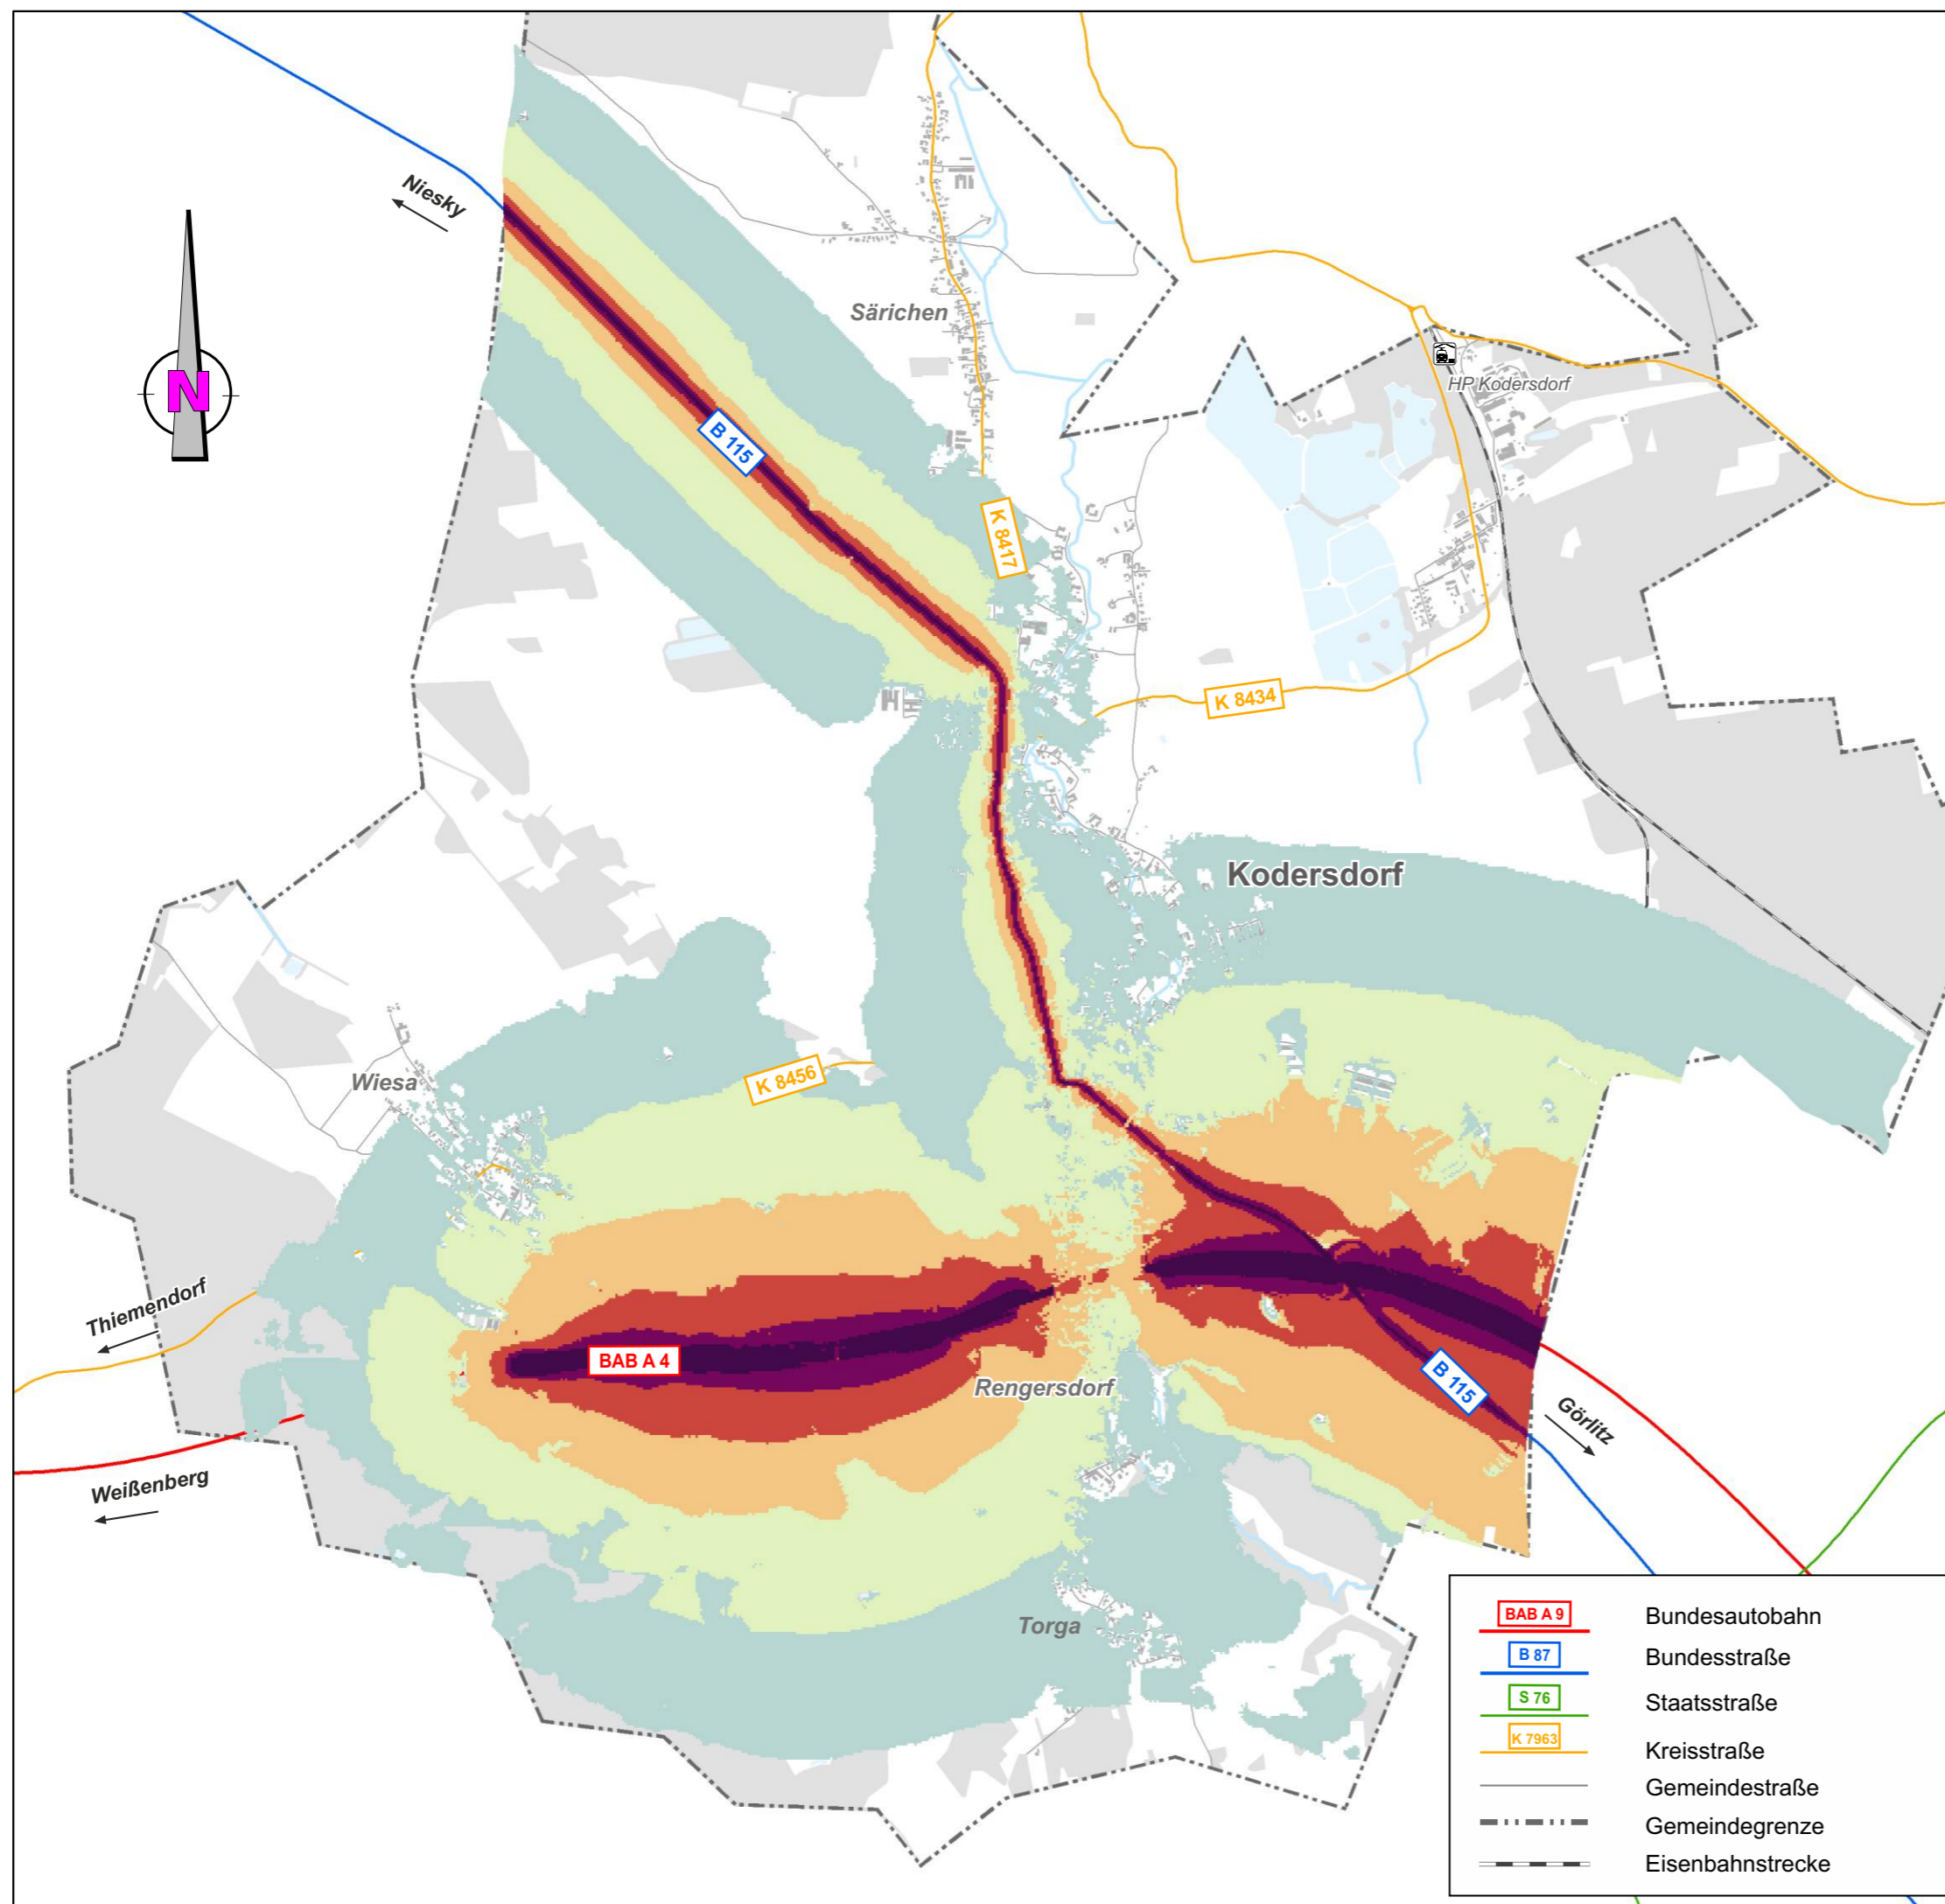 Niesky
N
Särichen
HP Kodersdorf
B 115
K 8417
K 8434
Kodersdorf
K 8456
Wiesa
Thiemendorf
BAB A 4
Rengersdorf
B 115
Görlitz
Weißenberg
Torga
BAB A 9 Bundesautobahn
B 87 Bundesstraße
S 76 Staatsstraße
K 7963 Kreisstraße
Gemeindestraße
Gemeindegrenze
Eisenbahnstrecke